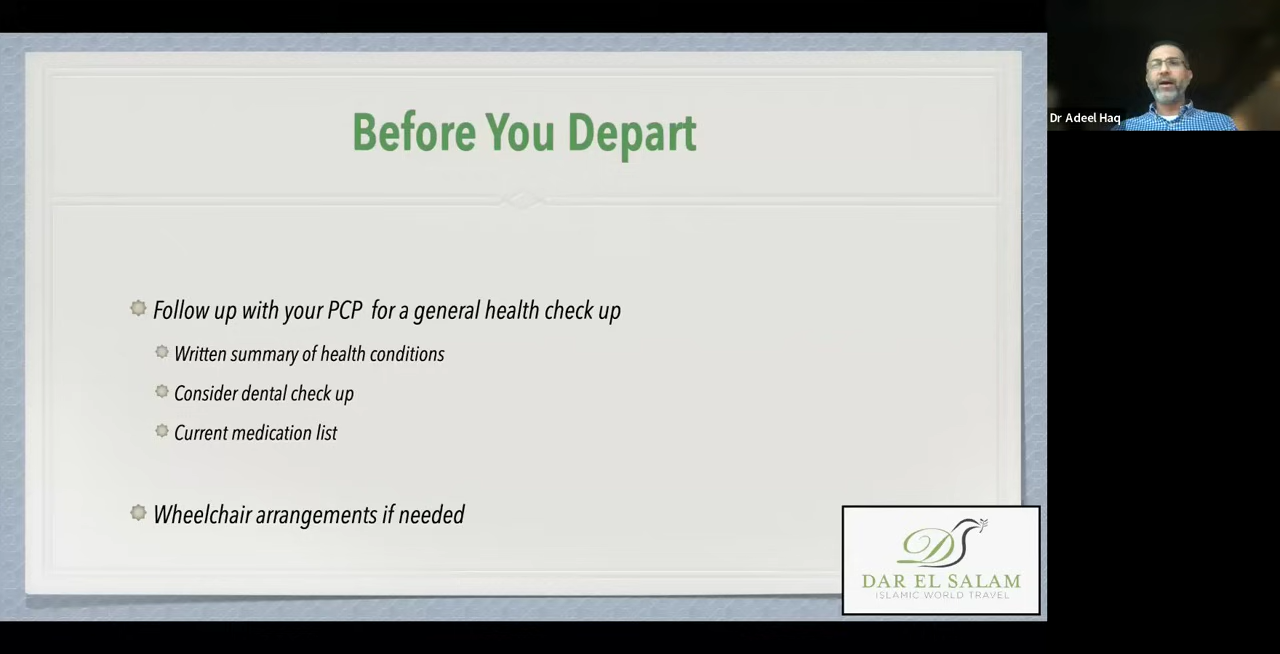 Before You Depart
Dr Adeel Haq
Follow up with your PCP for a general health check up
Written summary of health conditions
Consider dental check up
Current medication list
Wheelchair arrangements if needed
DS
DAR EL SALAM
ISLAMIC WORLD TRAVEL